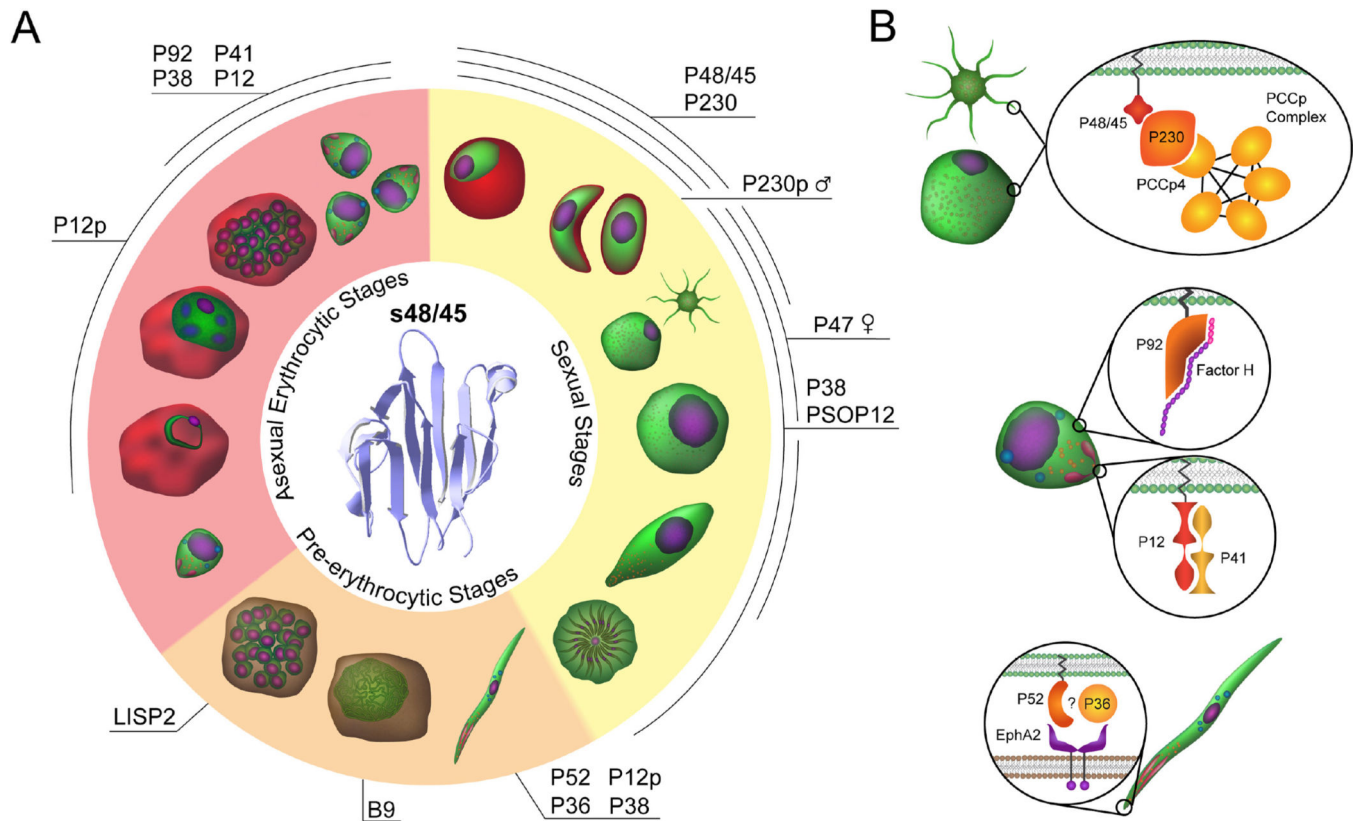 A
P92 P41
P38 P12
P48/45
P230
P230p ♂
P12p
P47 ♀
P38
PSOP12
Asexual Erythrocytic Stages
s48/45
Sexual Stages
Pre-erythrocytic Stages
LISP2
B9
P52 P12p
P36 P38
B
P48/45
P230
PCCp
Complex
PCCp4
P92
Factor H
P12
P41
P52
?
P36
EphA2